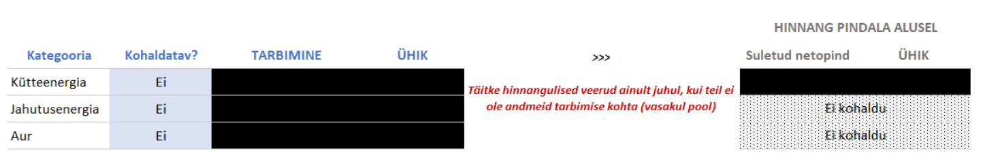 HINNANG PINDALA ALUSEL
Kategooria Kohaldatav? TARBIMINE ÜHIK >>> Suletud netopind ÜHIK
Kütteenergia Ei
Täitke hinnangulised veerud ainult juhul, kui teil ei
ole andmeid tarbimise kohta (vasakul pool)
Jahutusenergia Ei Ei kohaldu
Aur Ei Ei kohaldu